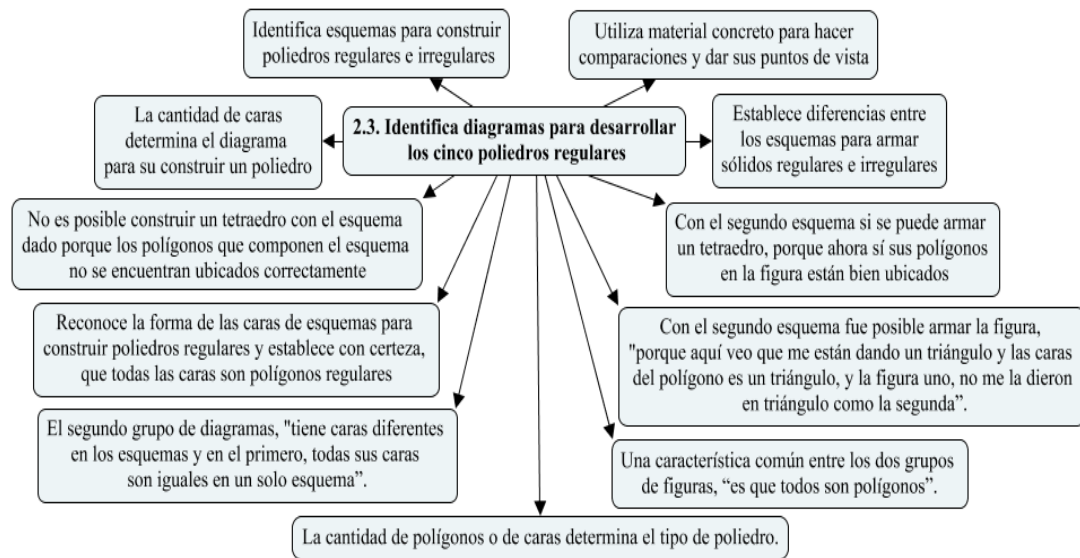 Identifica esquemas para construir
poliedros regulares e irregulares
Utiliza material concreto para hacer
comparaciones y dar sus puntos de vista
La cantidad de caras
determina el diagrama
para su construir un poliedro
2.3. Identifica diagramas para desarrollar
los cinco poliedros regulares
Establece diferencias entre
los esquemas para armar
sólidos regulares e irregulares
No es posible construir un tetraedro con el esquema
dado porque los polígonos que componen el esquema
no se encuentran ubicados correctamente
Con el segundo esquema si se puede armar
un tetraedro, porque ahora sí sus polígonos
en la figura están bien ubicados
Reconoce la forma de las caras de esquemas para
construir poliedros regulares y establece con certeza,
que todas las caras son polígonos regulares
Con el segundo esquema fue posible armar la figura,
"porque aquí veo que me están dando un triángulo y las caras
del polígono es un triángulo, y la figura uno, no me la dieron
en triángulo como la segunda”.
El segundo grupo de diagramas, "tiene caras diferentes
en los esquemas y en el primero, todas sus caras
son iguales en un solo esquema”.
Una característica común entre los dos grupos
de figuras, “es que todos son polígonos”.
La cantidad de polígonos o de caras determina el tipo de poliedro.